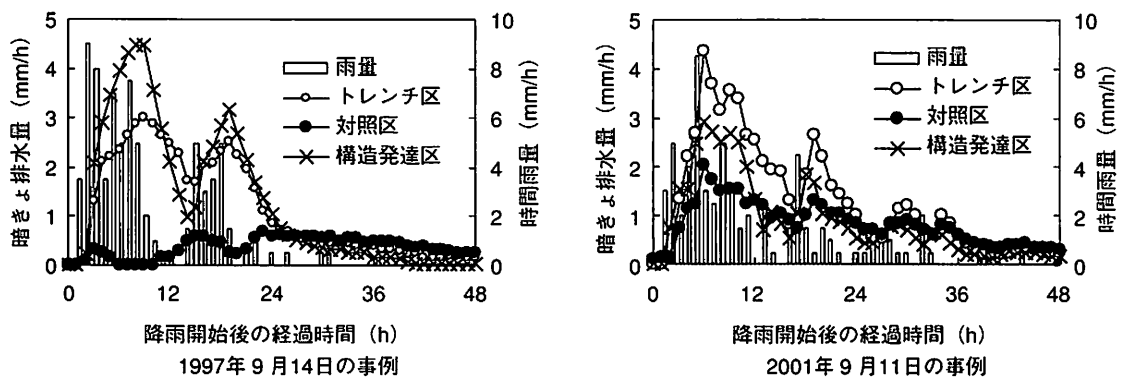 5
4
3
2
1
0
暗きょ排水量 (mm/h)
10
8
6
4
2
0
時間雨量 (mm/h)
雨量
トレンチ区
対照区
構造発達区
0 12 24 36 48
降雨開始後の経過時間 (h)
1997年9月14日の事例
5
4
3
2
1
0
暗きょ排水量 (mm/h)
10
8
6
4
2
0
時間雨量 (mm/h)
雨量
トレンチ区
対照区
構造発達区
0 12 24 36 48
降雨開始後の経過時間 (h)
2001年9月11日の事例